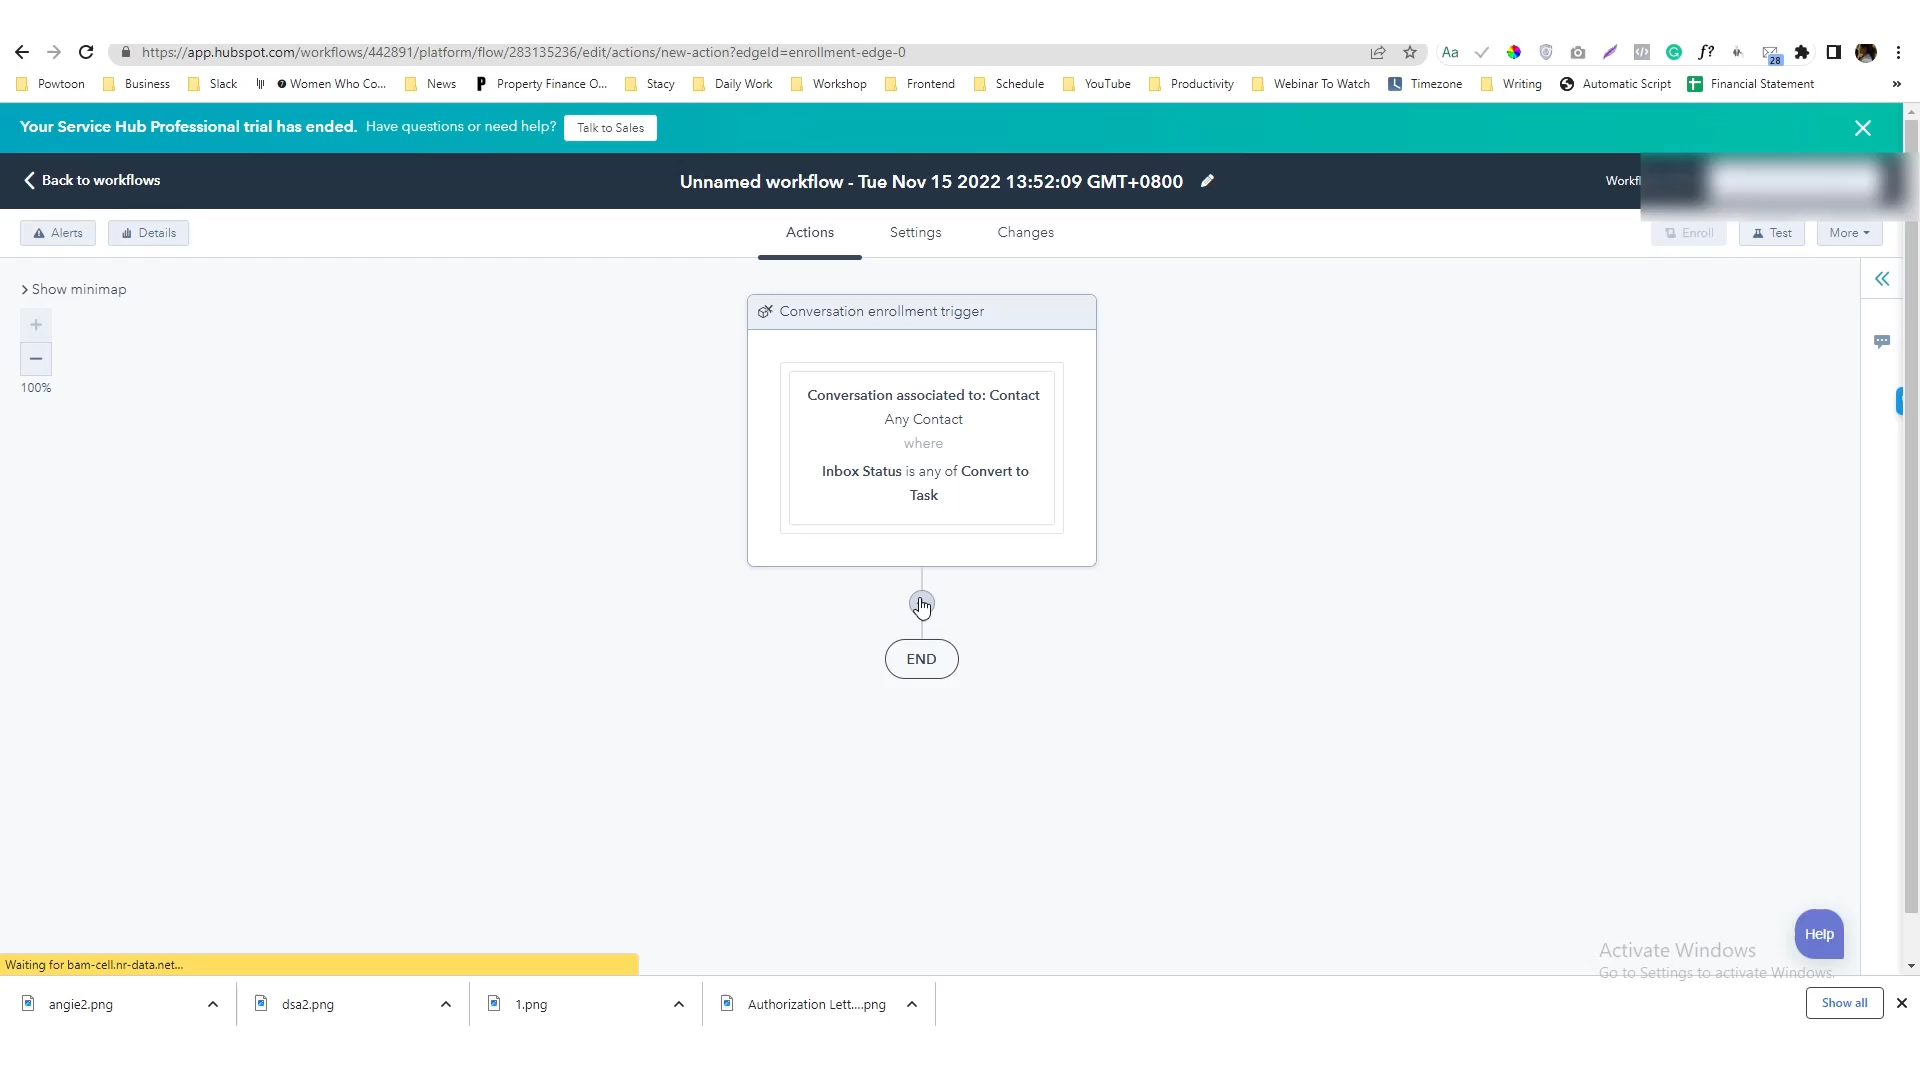 https://app.hubspot.com/workflows/442891/platform/flow/283135236/edit/actions/new-action?edgeId=enrollment-edge-0
Aa
f?
28
Powtoon
Business
Slack
Women Who Co...
News
Property Finance O...
Stacy
Daily Work
Workshop
Frontend
Schedule
YouTube
Productivity
Webinar To Watch
Timezone
Writing
Automatic Script
Financial Statement
»
Your Service Hub Professional trial has ended. Have questions or need help? Talk to Sales
Back to workflows
Unnamed workflow - Tue Nov 15 2022 13:52:09 GMT+0800
Alerts
Details
Actions
Settings
Changes
Enroll
Test
More
Show minimap
100%
Conversation enrollment trigger
Conversation associated to: Contact
Any Contact
where
Inbox Status is any of Convert to
Task
END
Help
Activate Windows
Go to Settings to activate Windows.
Waiting for bam-cell.nr-data.net...
angie2.png
dsa2.png
1.png
Authorization Lett....png
Show all